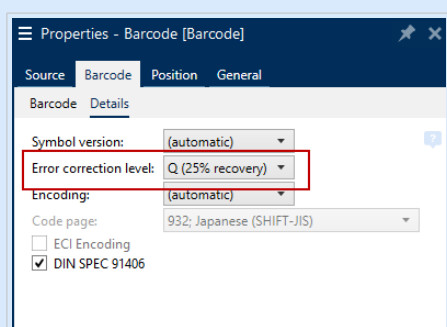 Properties - Barcode [Barcode]
Source Barcode Position General
Barcode Details
Symbol version: (automatic)
?
Error correction level: Q (25% recovery)
Encoding: (automatic)
Code page: 932; Japanese (SHIFT-JIS)
ECI Encoding
DIN SPEC 91406